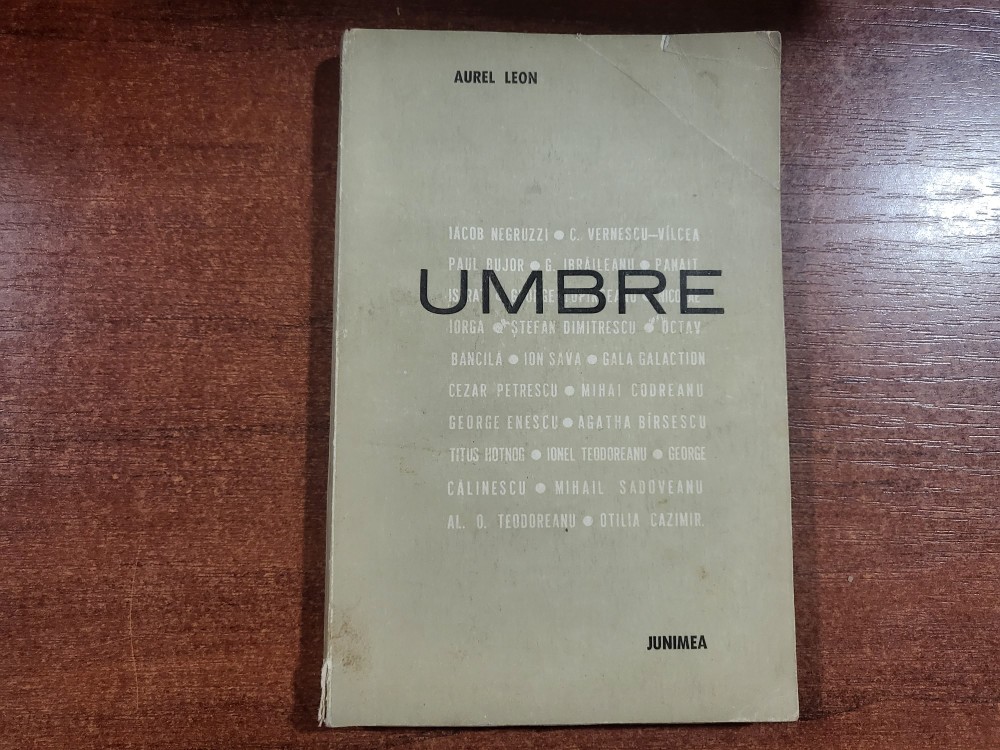 AUREL LEON
IACOB NEGRUZZI ● C. VERNESCU-VÎLCEA
PAUL BUJOR ● G. IBRĂILEANU ● PANAIT
UMBRE
IORGA ● ȘTEFAN DIMITRESCU ● OCTAV
BĂNCILĂ ● ION SAVA ● GALA GALACTION
CEZAR PETRESCU ● MIHAI CODREANU
GEORGE ENESCU ● AGATHA BÎRSESCU
TITUS HOTNOG ● IONEL TEODOREANU ● GEORGE
CĂLINESCU ● MIHAIL SADOVEANU
AL. O. TEODOREANU ● OTILIA CAZIMIR.
JUNIMEA